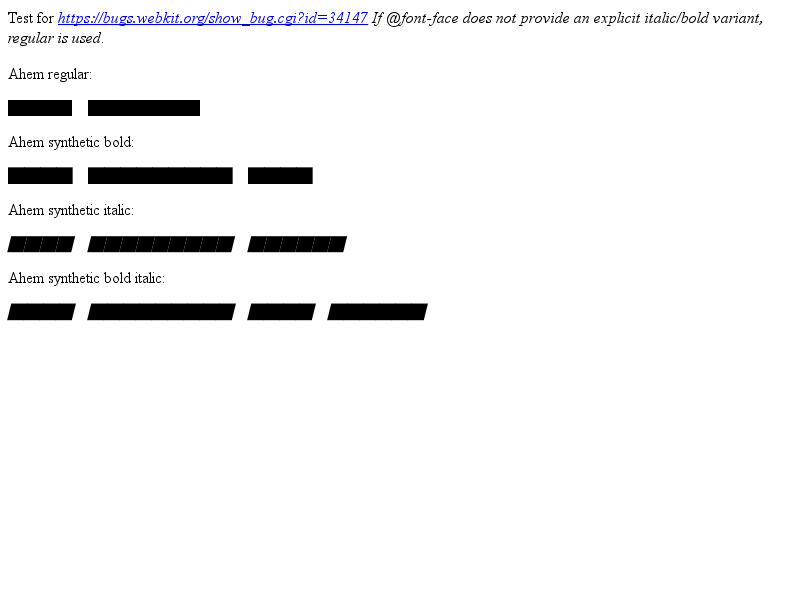 Test for https://bugs.webkit.org/show_bug.cgi?id=34147 If @font-face does not provide an explicit italic/bold variant,
regular is used.
Ahem regular:
Ahem synthetic bold:
Ahem synthetic italic:
Ahem synthetic bold italic: